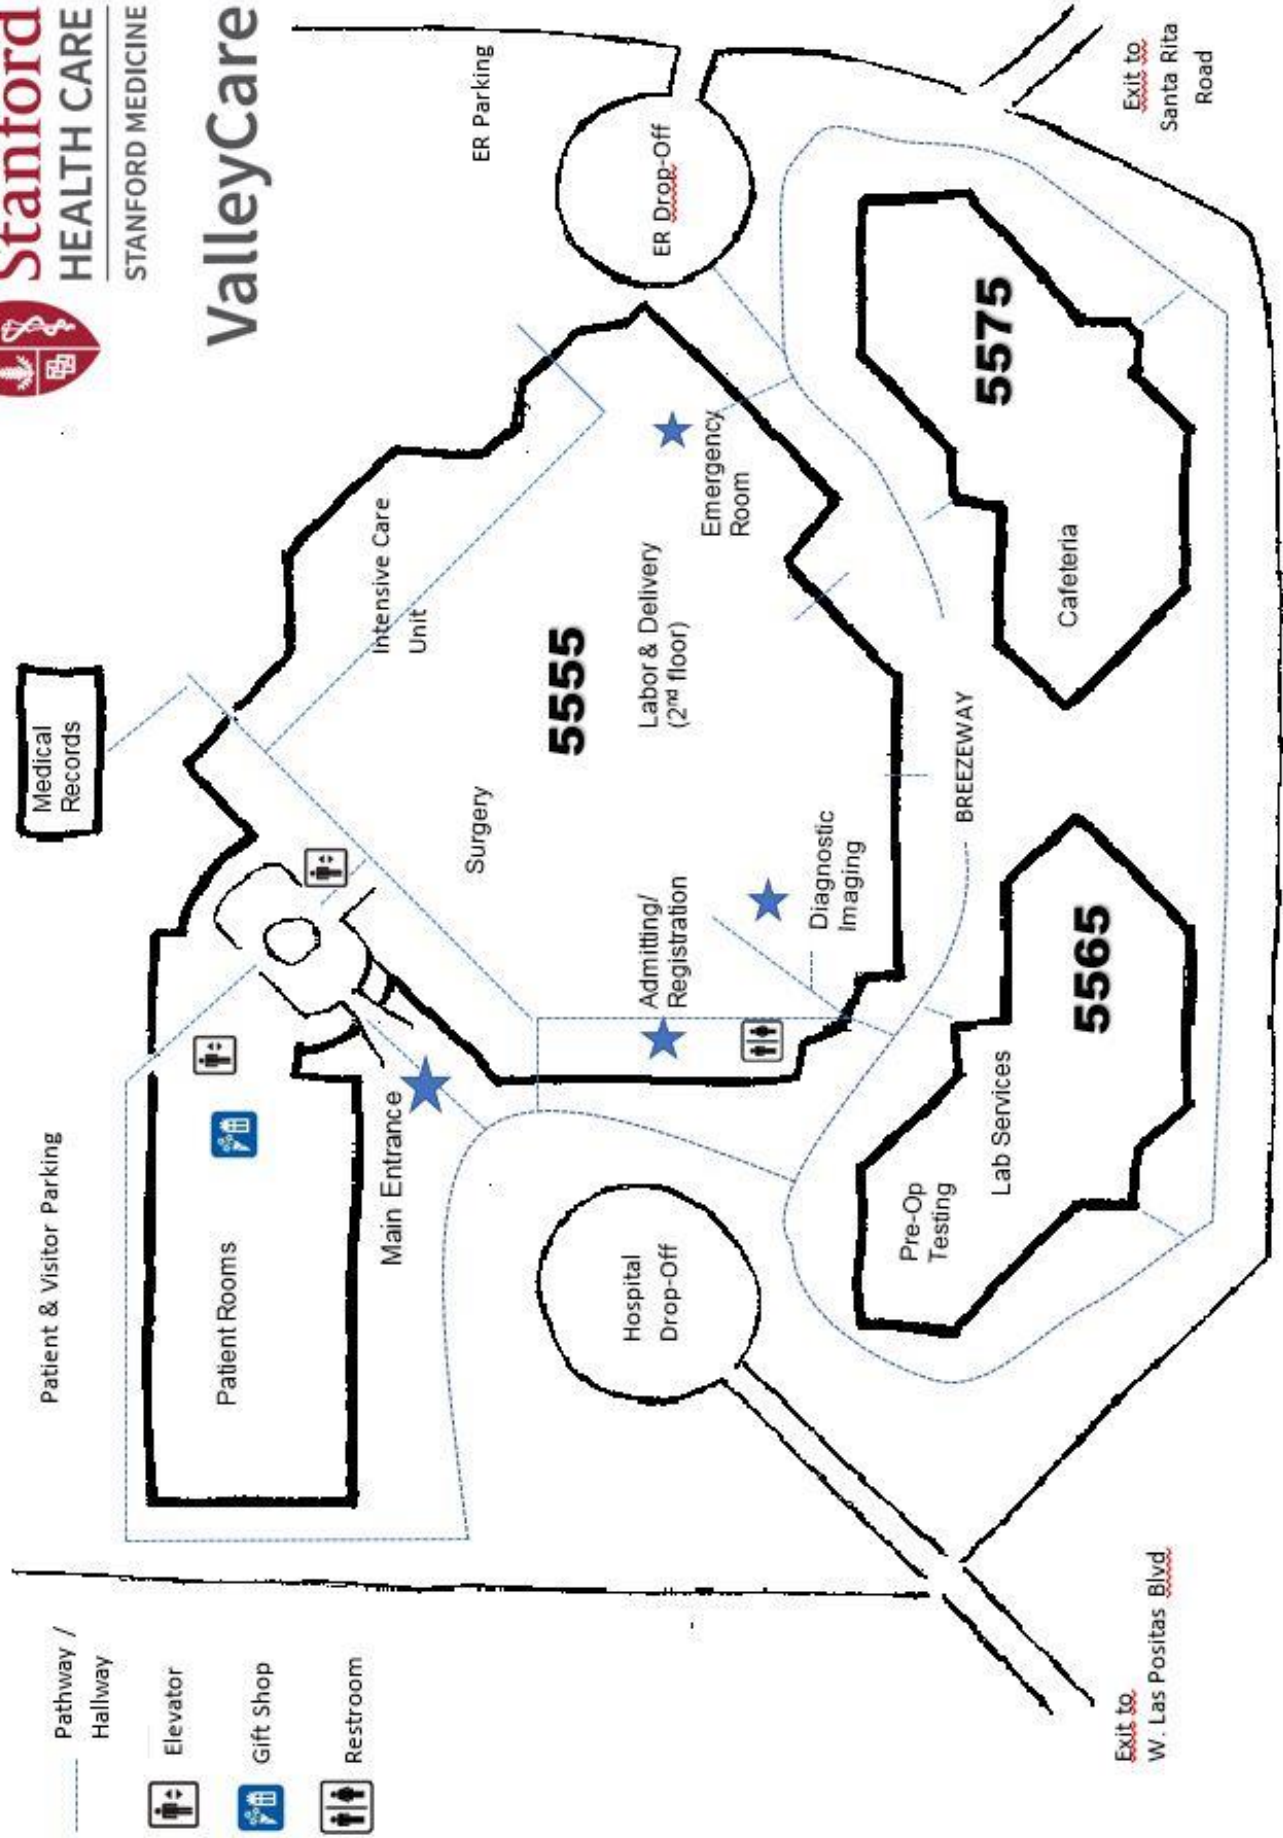 Stanford
HEALTH CARE
STANFORD MEDICINE
ValleyCare
Pathway /
Hallway
Elevator
Gift Shop
Restroom
Patient & Visitor Parking
Medical
Records
Patient Rooms
Main Entrance
Intensive Care
Unit
Surgery
5555
Labor & Delivery
(2nd floor)
Emergency
Room
Admitting/
Registration
Diagnostic
Imaging
ER Parking
ER Drop-Off
Hospital
Drop-Off
BREEZEWAY
Pre-Op
Testing
Lab Services
5565
Cafeteria
5575
Exit to
W. Las Positas Blvd
Exit to
Santa Rita
Road